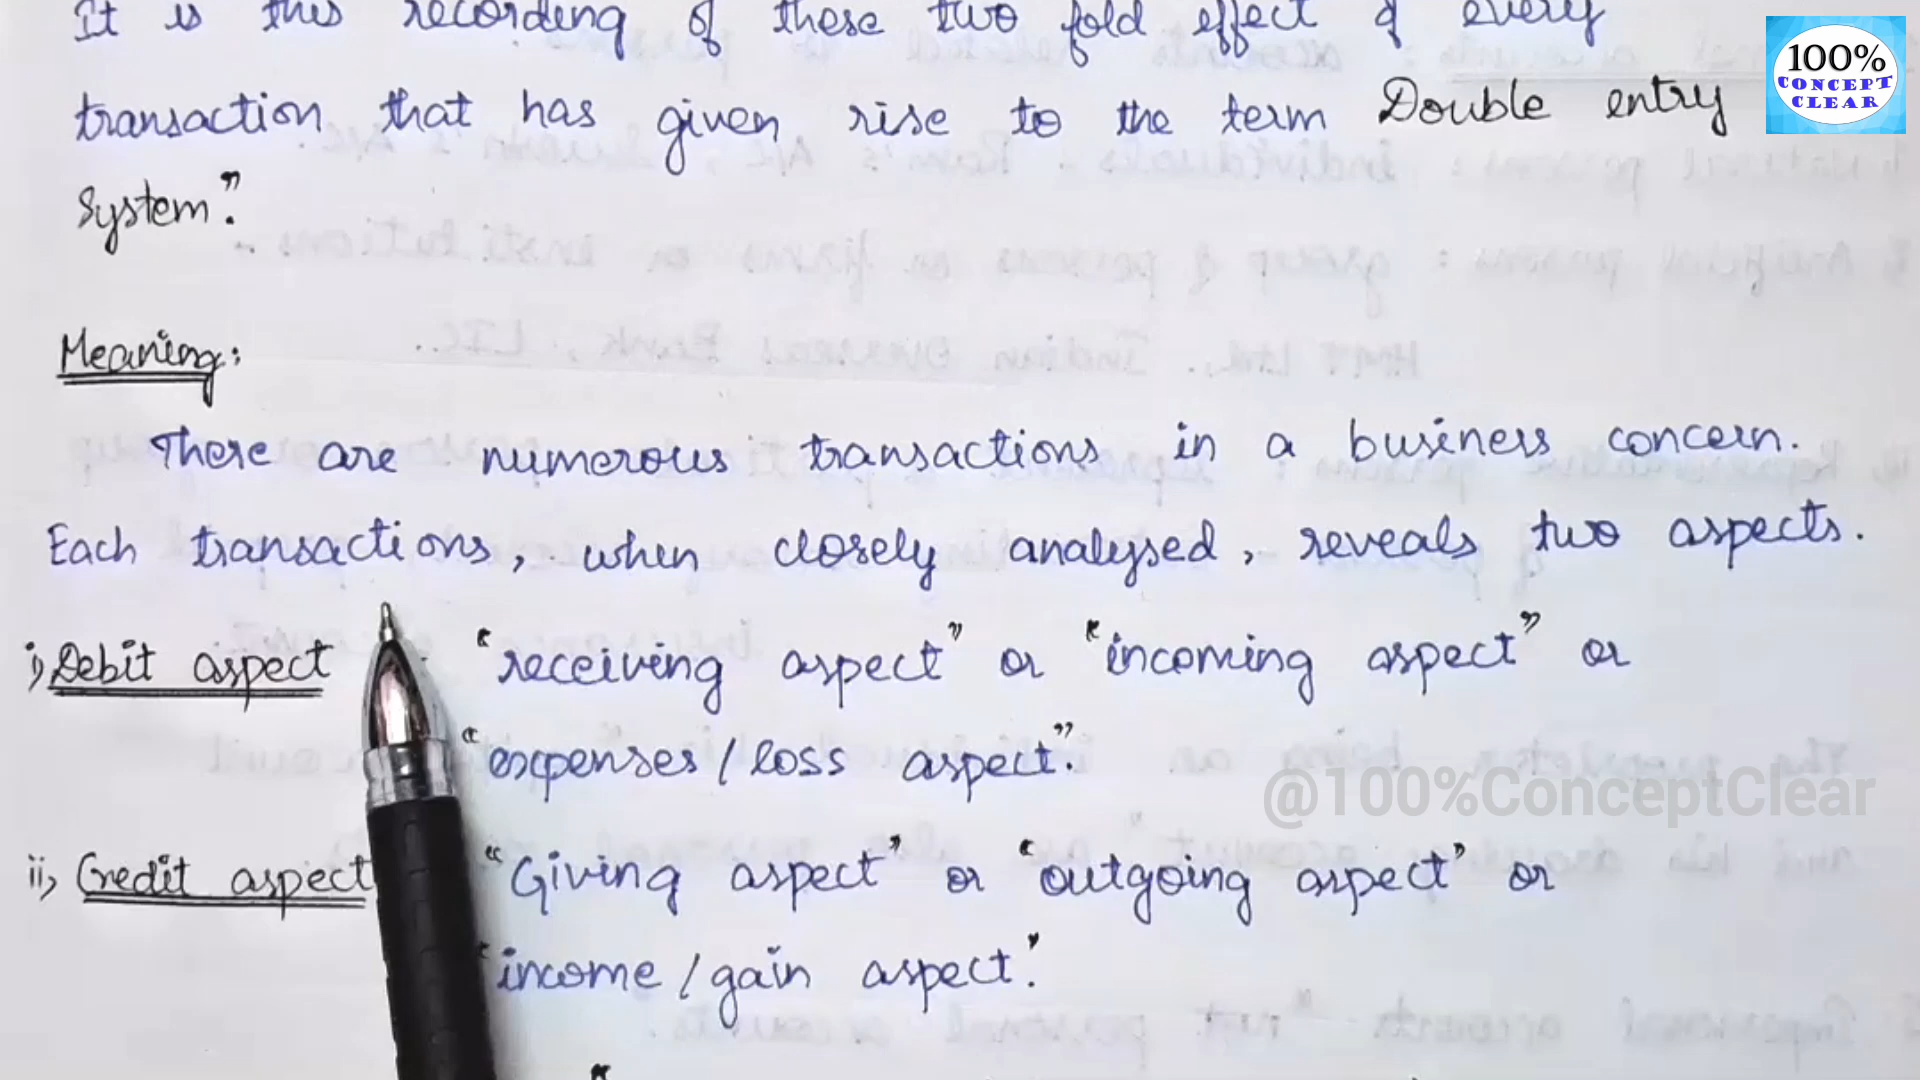 It is this recording of these two fold effect of every
transaction that has given rise to the term Double entry
System”.
Meaning:
There are numerous transactions in a business concern.
Each transactions, when closely analysed, reveals two aspects.
i, Debit aspect “receiving aspect” or “incoming aspect” or
“expenses/loss aspect”.
ii, Credit aspect “Giving aspect” or “outgoing aspect” or
“income/gain aspect”.
100%
CONCEPT
CLEAR
@100%ConceptClear